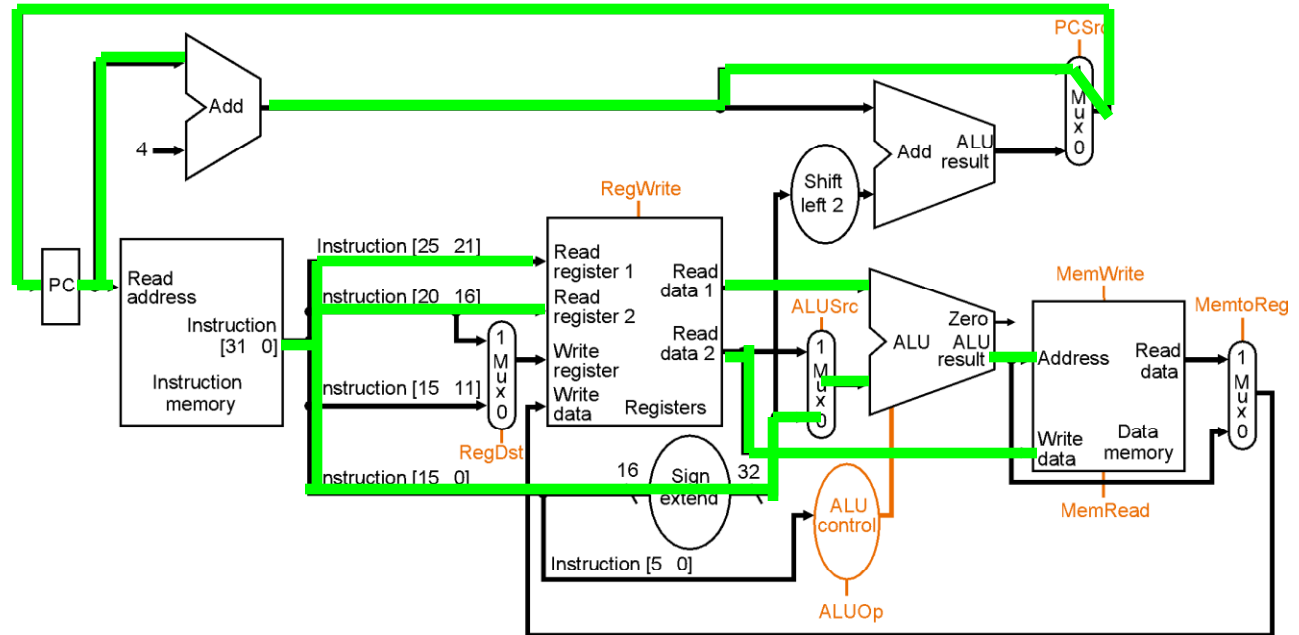 PCSrc
Add
4
1
M
u
x
0
Add
ALU
result
Shift
left 2
RegWrite
PC
Read
address
Instruction
[31 0]
Instruction
memory
Instruction [25 21]
nstruction [20 16]
nstruction [15 11]
nstruction [15 0]
1
M
u
x
0
RegDst
Read
register 1
Read
register 2
Write
register
Write
data
Read
data 1
Read
data 2
Registers
16
Sign
extend
32
ALUSrc
1
M
u
x
0
Zero
ALU
ALU
result
ALU
control
ALUOp
Instruction [5 0]
MemWrite
Address
Read
data
Write
data
Data
memory
MemRead
MemtoReg
1
M
u
x
0